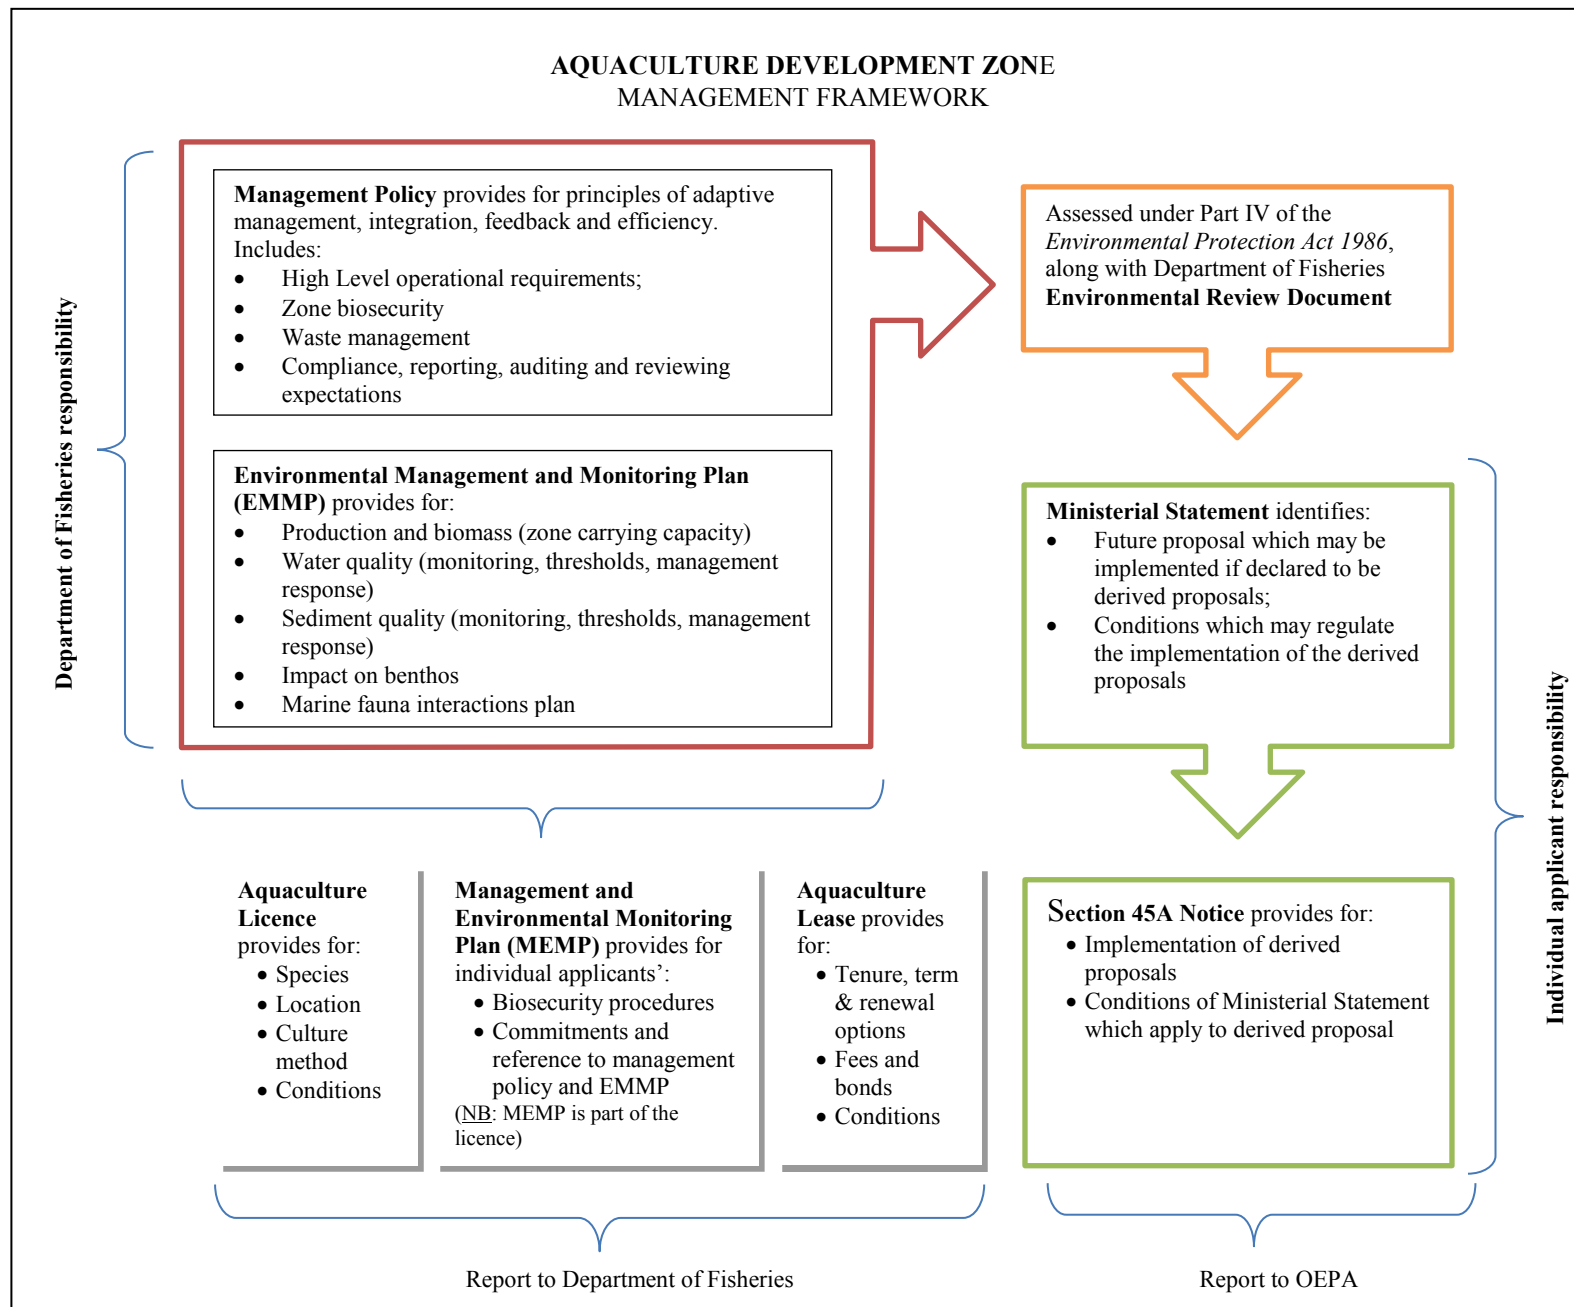 AQUACULTURE DEVELOPMENT ZONE
MANAGEMENT FRAMEWORK
Department of Fisheries responsibility
Management Policy provides for principles of adaptive
management, integration, feedback and efficiency.
Includes:
• High Level operational requirements;
• Zone biosecurity
• Waste management
• Compliance, reporting, auditing and reviewing
expectations
Environmental Management and Monitoring Plan
(EMMP) provides for:
• Production and biomass (zone carrying capacity)
• Water quality (monitoring, thresholds, management
response)
• Sediment quality (monitoring, thresholds, management
response)
• Impact on benthos
• Marine fauna interactions plan
Assessed under Part IV of the
Environmental Protection Act 1986,
along with Department of Fisheries
Environmental Review Document
Ministerial Statement identifies:
• Future proposal which may be
implemented if declared to be
derived proposals;
• Conditions which may regulate
the implementation of the derived
proposals
Individual applicant responsibility
Aquaculture
Licence
provides for:
• Species
• Location
• Culture
method
• Conditions
Management and
Environmental Monitoring
Plan (MEMP) provides for
individual applicants’:
• Biosecurity procedures
• Commitments and
reference to management
policy and EMMP
(NB: MEMP is part of the
licence)
Aquaculture
Lease provides
for:
• Tenure, term
& renewal
options
• Fees and
bonds
• Conditions
Section 45A Notice provides for:
• Implementation of derived
proposals
• Conditions of Ministerial Statement
which apply to derived proposal
Report to Department of Fisheries
Report to OEPA